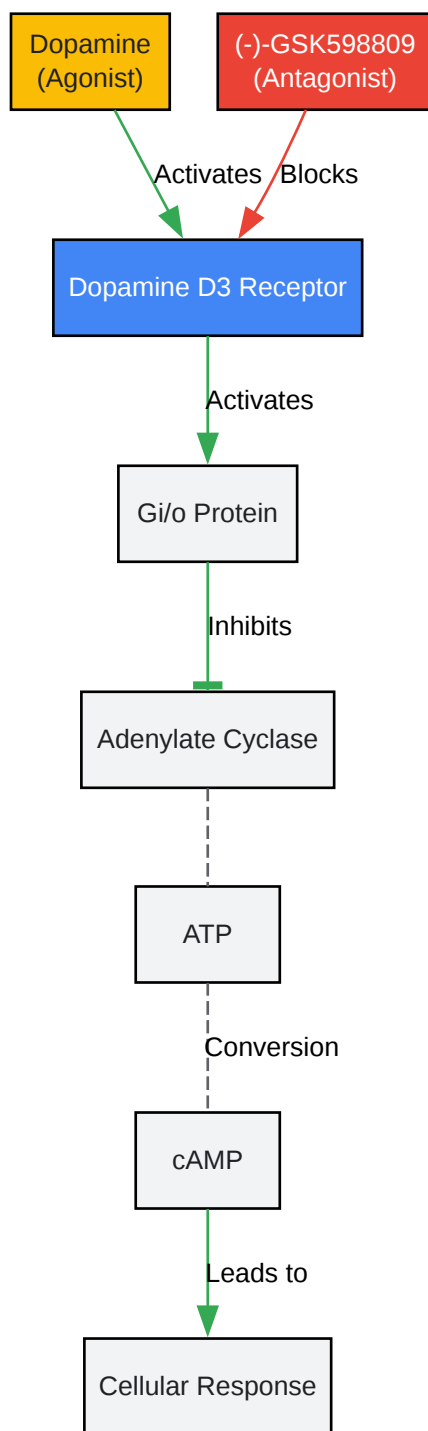 Dopamine
(Agonist)
(-)-GSK598809
(Antagonist)
Activates
Blocks
Dopamine D3 Receptor
Activates
Gi/o Protein
Inhibits
Adenylate Cyclase
ATP
Conversion
cAMP
Leads to
Cellular Response